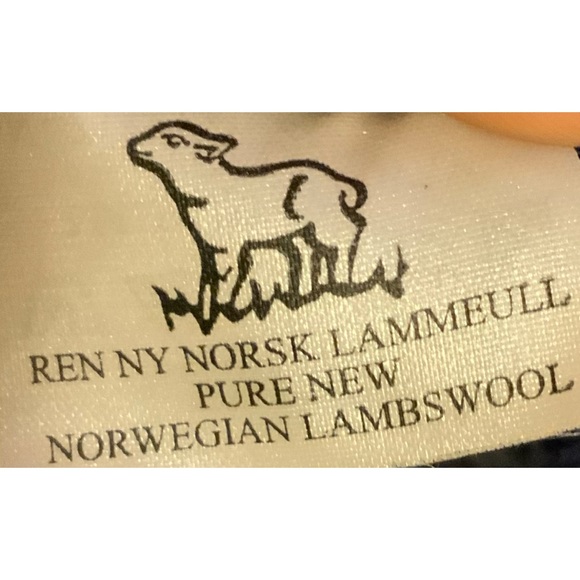 REN NY NORSK LAMMEULL
PURE NEW
NORWEGIAN LAMBSWOOL